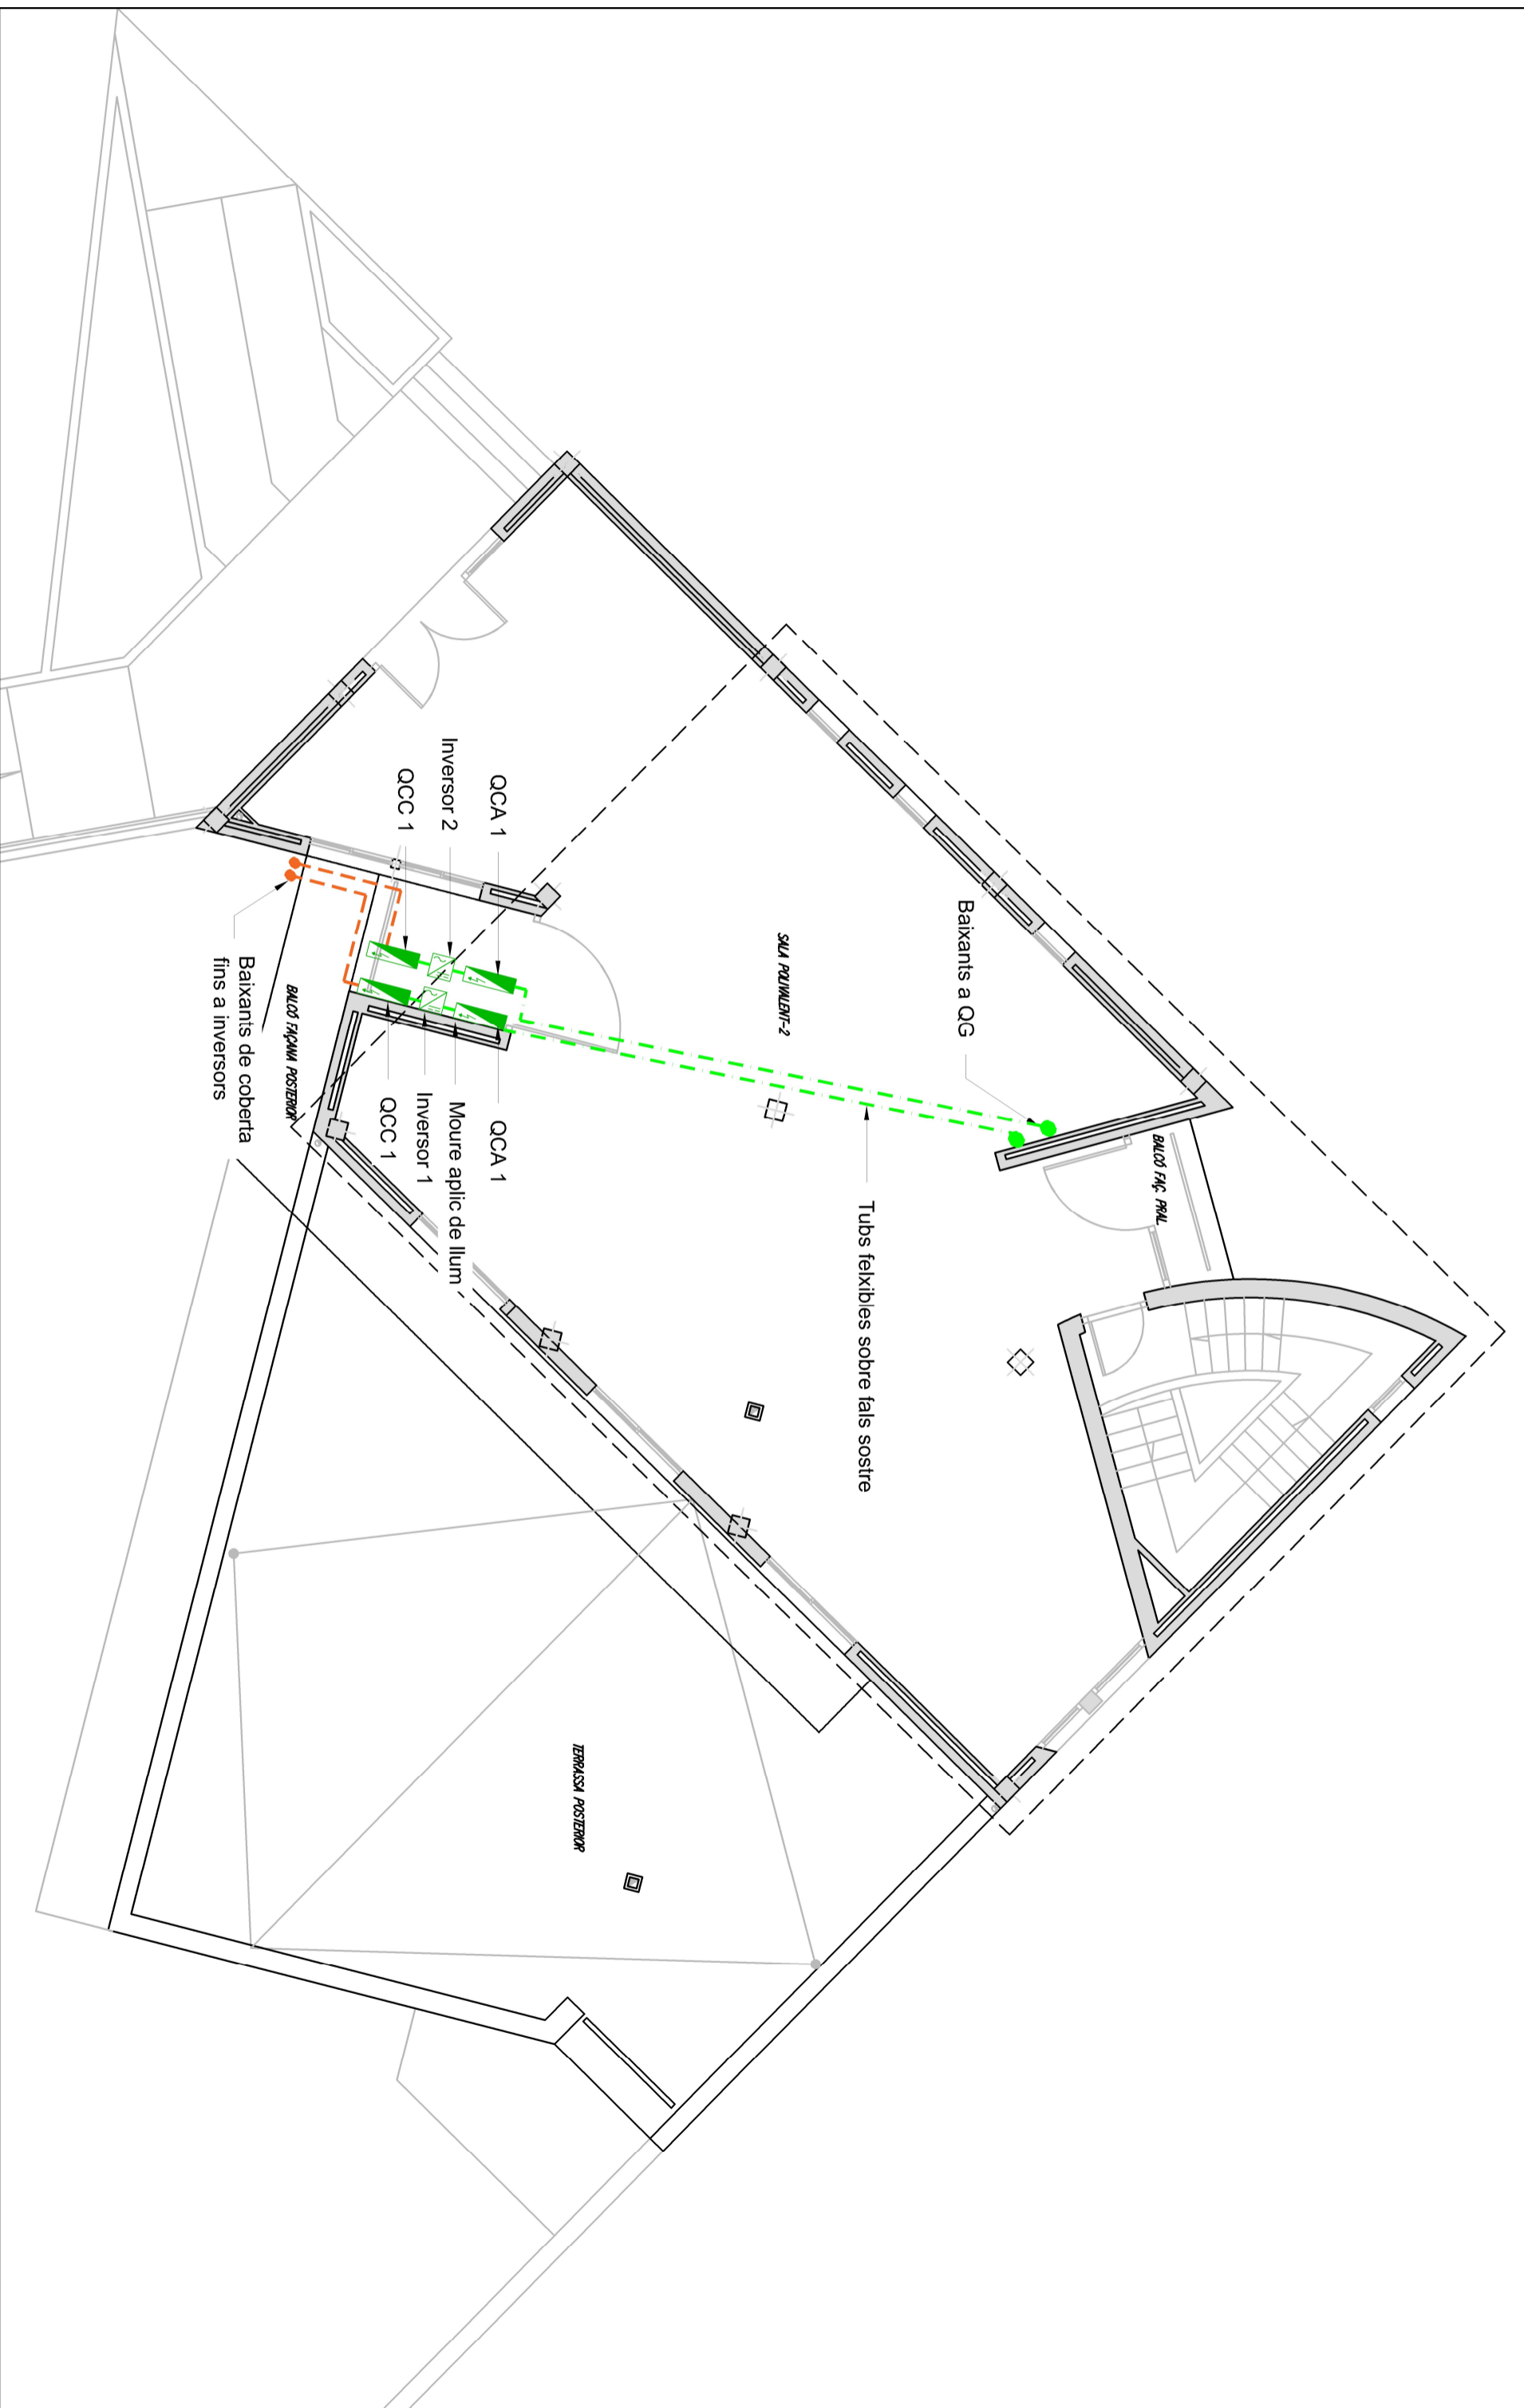 Baixants a QG
BALCÓ FAÇ. PRAL.
Tubs felxibles sobre fals sostre
SALA POLIVALENT-2
TERRASSA POSTERIOR
QCA 1
Inversor 2
QCC 1
QCA 1
Moure aplic de llum
Inversor 1
QCC 1
BALCÓ FAÇANA POSTERIOR
Baixants de coberta
fins a inversors